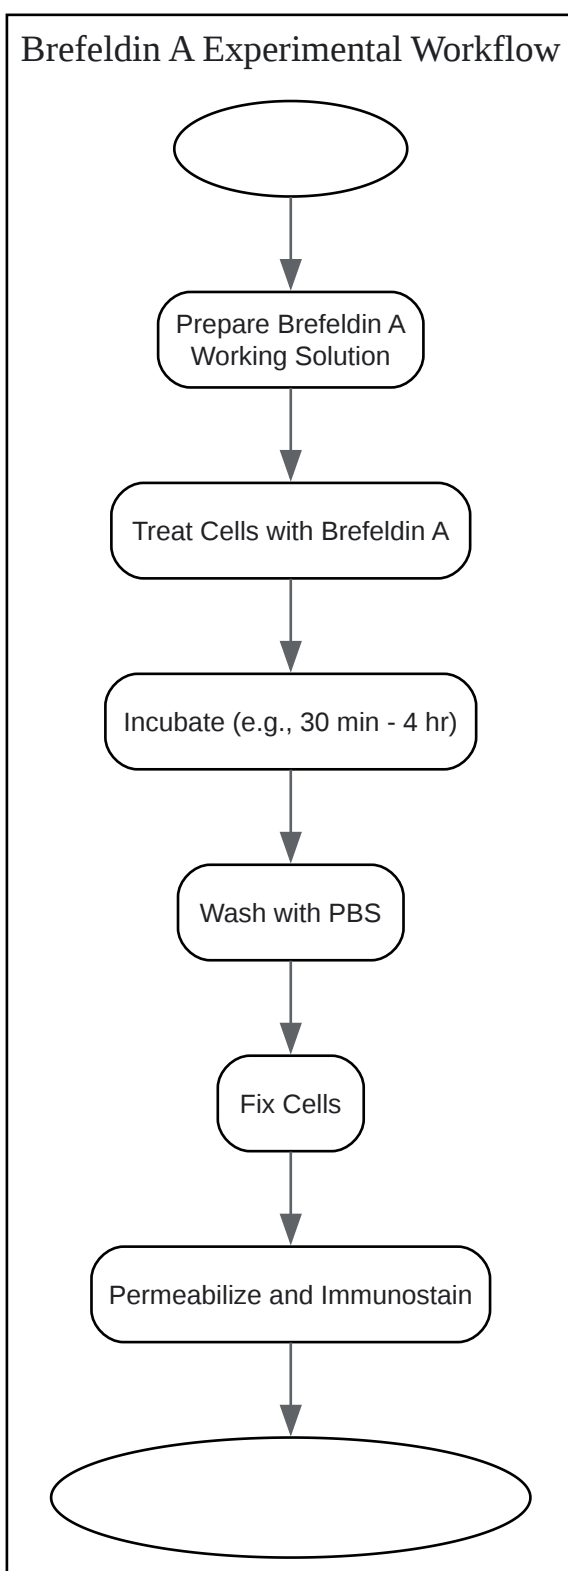 Brefeldin A Experimental Workflow
Prepare Brefeldin A
Working Solution
Treat Cells with Brefeldin A
Incubate (e.g., 30 min - 4 hr)
Wash with PBS
Fix Cells
Permeabilize and Immunostain